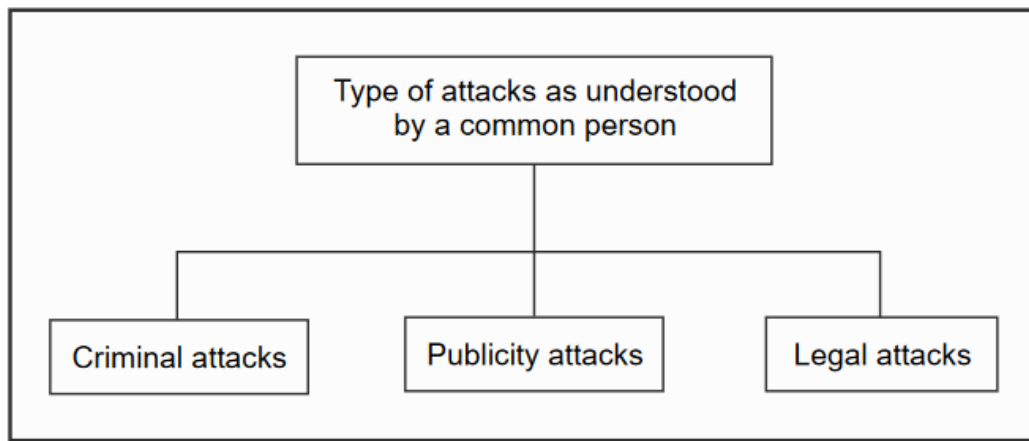 Type of attacks as understood
by a common person
Criminal attacks
Publicity attacks
Legal attacks